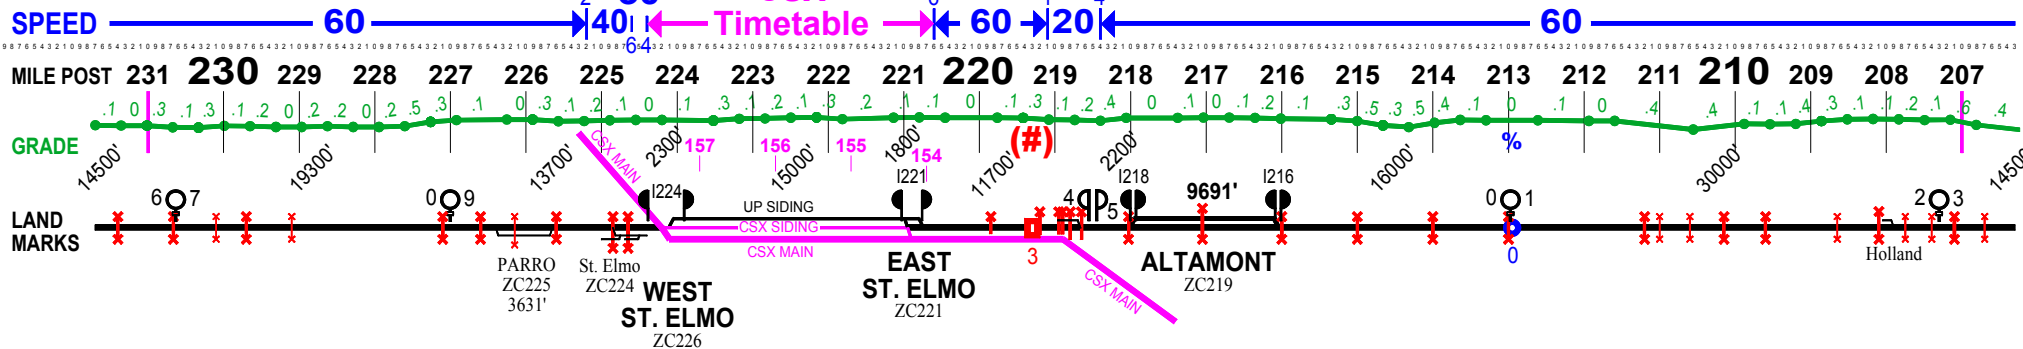 SPEED 60 40 Timetable 60 20 60
64
MILE POST 231 230 229 228 227 226 225 224 223 222 221 220 219 218 217 216 215 214 213 212 211 210 209 208 207
.1 0 .3 .1 .3 .1 .2 0 .2 .2 .2 .5 .3 .1 0 .3 .1 .2 .1 0 .1 .3 .1 .2 .1 .3 .2 .1 .1 0 .1 .3 .1 .2 .4 0 .1 0 .1 .2 .1 .3 .5 .3 .5 .4 .1 0 .1 0 .4 .4 .1 .1 .4 .3 .1 .1 .2 .1 .6 .4
GRADE
14500' 19300' 13700' CSX MAIN 2300' 157 156 15000' 155 1800' 154 11700' (#) 2200' 16000' % 30000' 14500'
6 7 0 9 I224 I221 4 5 I218 9691' I216 0 1 2 3
LAND
MARKS
UP SIDING
CSX SIDING
CSX MAIN
PARRO
ZC225
3631'
St. Elmo
ZC224
WEST
ST. ELMO
ZC226
EAST
ST. ELMO
ZC221
3
CSX MAIN
ALTAMONT
ZC219
0
Holland